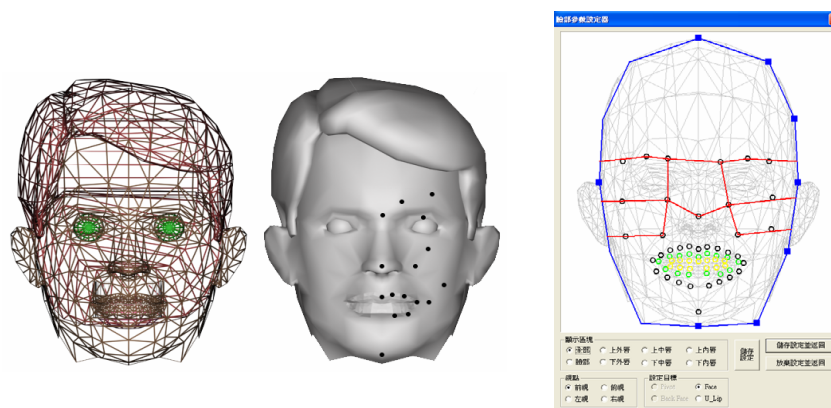 臉部參數設定器
顯示區塊
全部 上外唇 上中唇 上內唇
臉部 下外唇 下中唇 下內唇
儲存設定
儲存設定並返回
放棄設定並返回
視點
前視 俯視
左視 右視
設定目標
Front Face
Back Face U_Lip